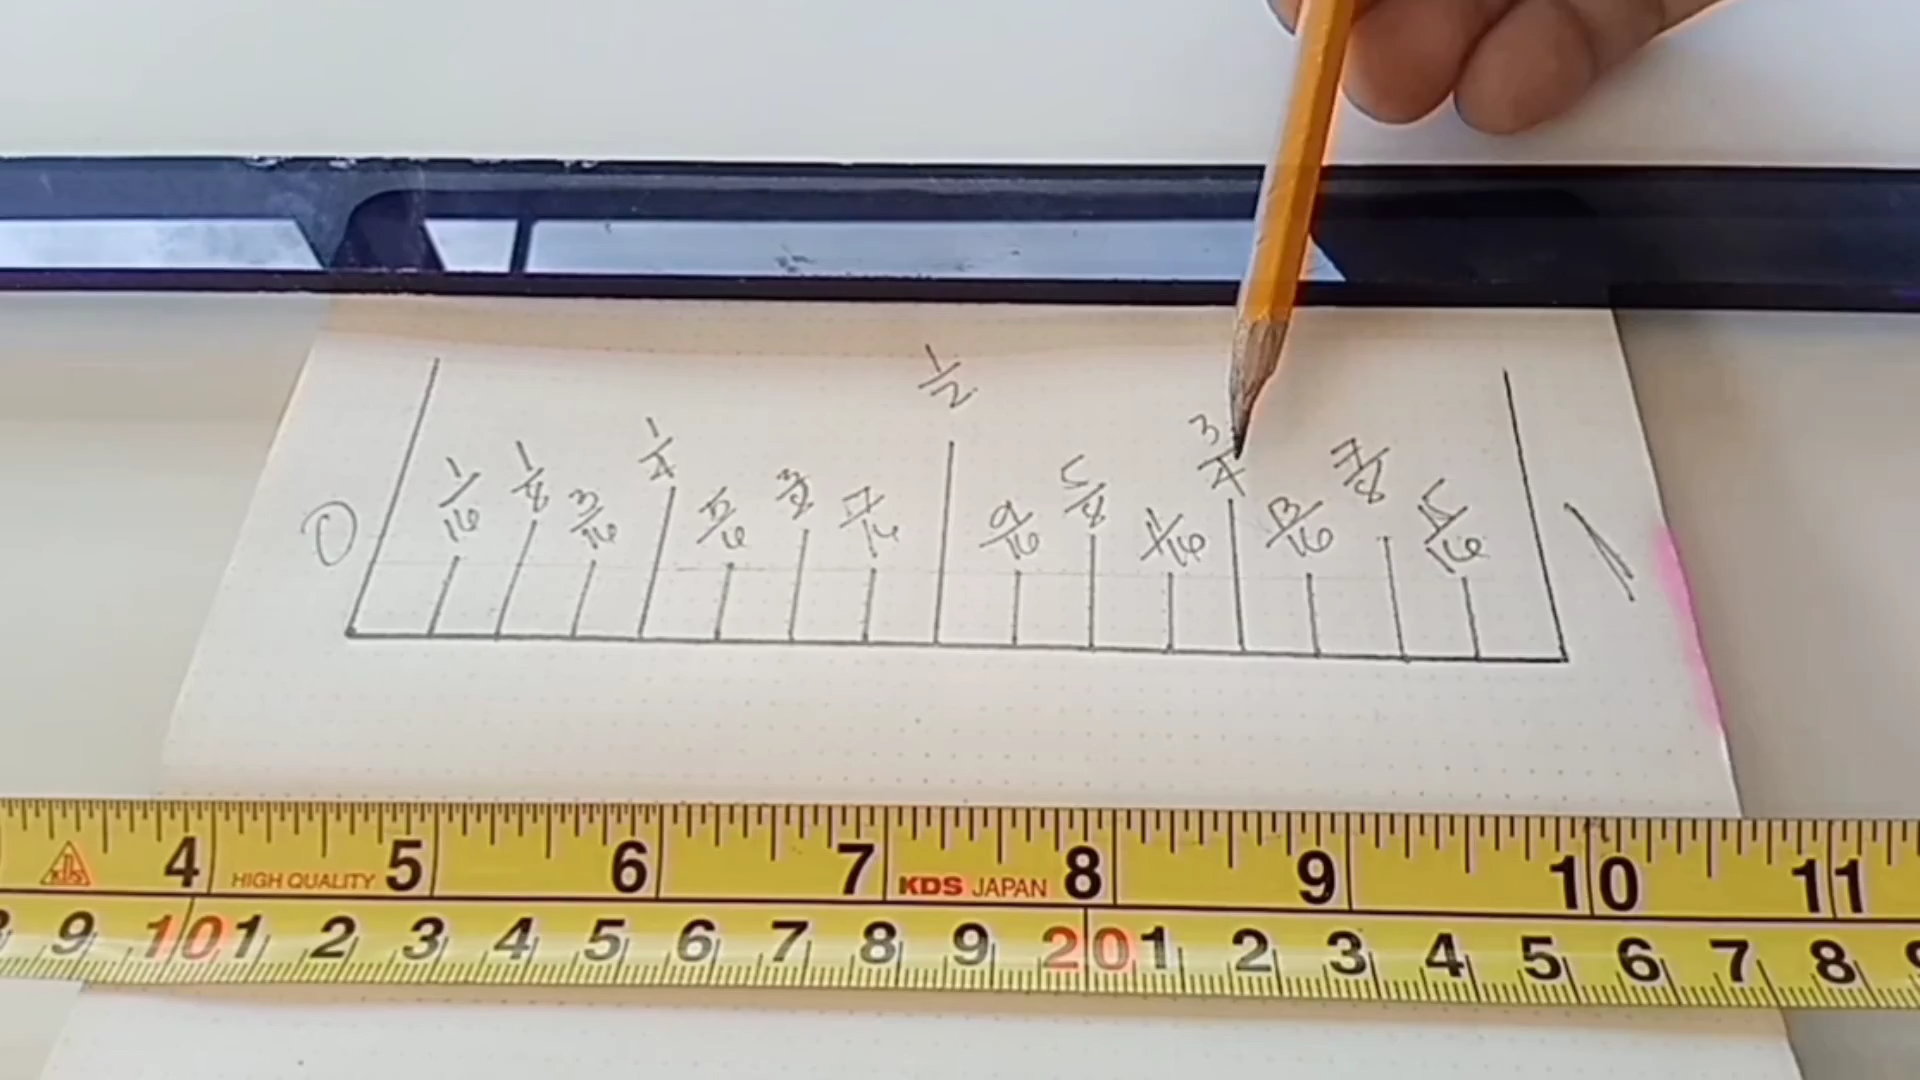 0 1/16 1/8 3/16 1/4 5/16 3/8 7/16 1/2 9/16 5/8 11/16 3/4 13/16 7/8 15/16 1
4 HIGH QUALITY 5 6 7 KDS JAPAN 8 9 10 11
9 10 1 2 3 4 5 6 7 8 9 20 1 2 3 4 5 6 7 8